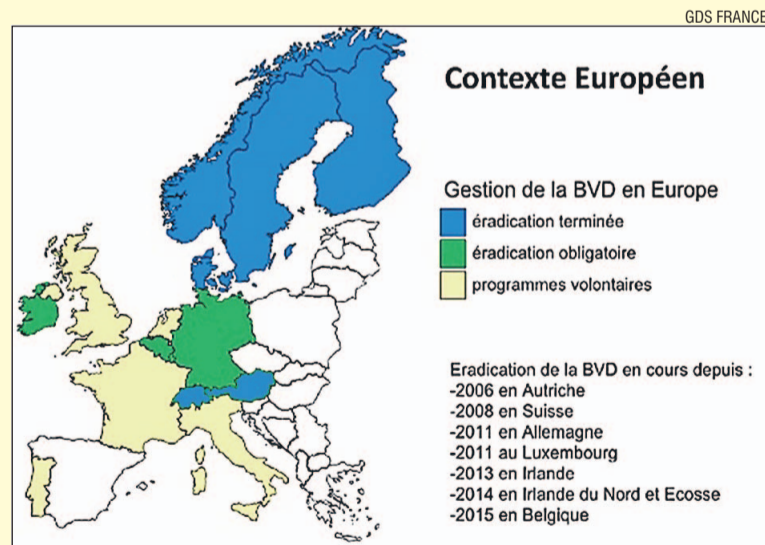 GDS FRANCE
Contexte Européen
Gestion de la BVD en Europe
éradication terminée
éradication obligatoire
programmes volontaires
Eradication de la BVD en cours depuis :
-2006 en Autriche
-2008 en Suisse
-2011 en Allemagne
-2011 au Luxembourg
-2013 en Irlande
-2014 en Irlande du Nord et Ecosse
-2015 en Belgique